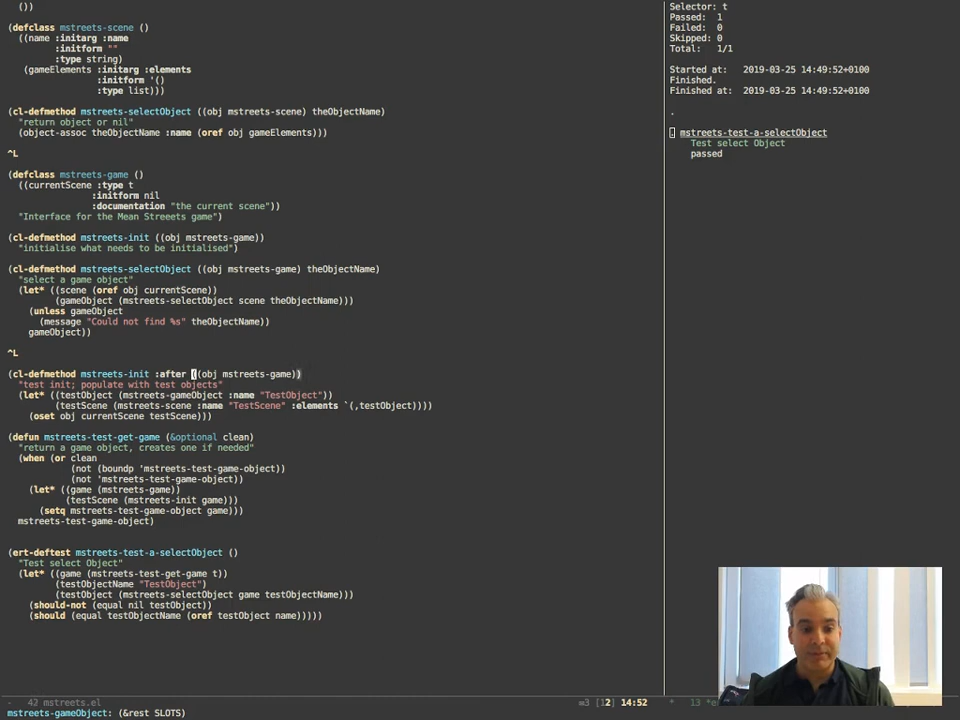 ())
(defclass mstreets-scene ()
((name :initarg :name
:initform ""
:type string)
(gameElements :initarg :elements
:initform '()
:type list)))
(cl-defmethod mstreets-selectObject ((obj mstreets-scene) theObjectName)
"return object or nil"
(object-assoc theObjectName :name (oref obj gameElements)))
^L
(defclass mstreets-game ()
((currentScene :type t
:initform nil
:documentation "the current scene"))
"Interface for the Mean Streeets game")
(cl-defmethod mstreets-init ((obj mstreets-game))
"initialise what needs to be initialised")
(cl-defmethod mstreets-selectObject ((obj mstreets-game) theObjectName)
"select a game object"
(let* ((scene (oref obj currentScene))
(gameObject (mstreets-selectObject scene theObjectName)))
(unless gameObject
(message "Could not find %s" theObjectName))
gameObject))
^L
(cl-defmethod mstreets-init :after ((obj mstreets-game))
"test init; populate with test objects"
(let* ((testObject (mstreets-gameObject :name "TestObject"))
(testScene (mstreets-scene :name "TestScene" :elements `(,testObject))))
(oset obj currentScene testScene)))
(defun mstreets-test-get-game (&optional clean)
"return a game object, creates one if needed"
(when (or clean
(not (boundp 'mstreets-test-game-object))
(not 'mstreets-test-game-object))
(let* ((game (mstreets-game))
(testScene (mstreets-init game)))
(setq mstreets-test-game-object game)))
mstreets-test-game-object)
(ert-deftest mstreets-test-a-selectObject ()
"Test select Object"
(let* ((game (mstreets-test-get-game t))
(testObjectName "TestObject")
(testObject (mstreets-selectObject game testObjectName)))
(should-not (equal nil testObject))
(should (equal testObjectName (oref testObject name)))))
- 42 mstreets.el
≡3 [12] 14:52
* 13 *e
mstreets-gameObject: (&rest SLOTS)
Selector: t
Passed: 1
Failed: 0
Skipped: 0
Total: 1/1
Started at: 2019-03-25 14:49:52+0100
Finished.
Finished at: 2019-03-25 14:49:52+0100
.
. mstreets-test-a-selectObject
Test select Object
passed